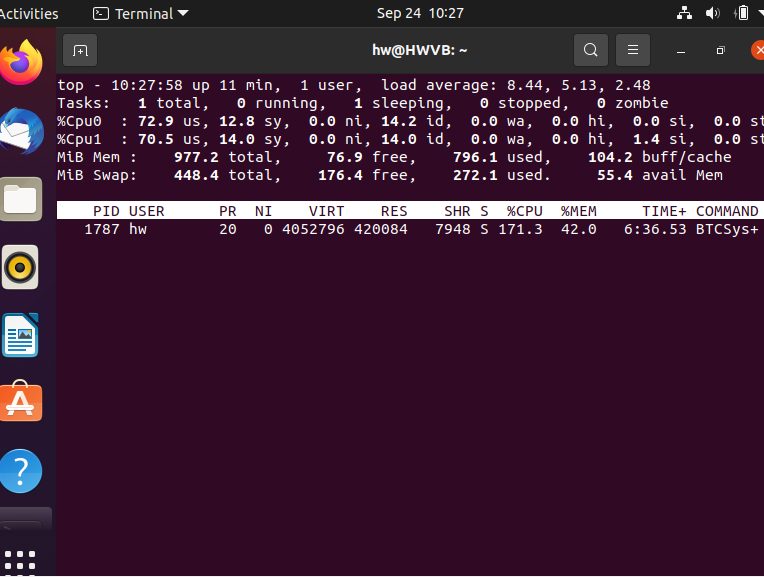 Activities Terminal Sep 24 10:27
hw@HWVB: ~
top - 10:27:58 up 11 min, 1 user, load average: 8.44, 5.13, 2.48
Tasks: 1 total, 0 running, 1 sleeping, 0 stopped, 0 zombie
%Cpu0 : 72.9 us, 12.8 sy, 0.0 ni, 14.2 id, 0.0 wa, 0.0 hi, 0.0 si, 0.0 st
%Cpu1 : 70.5 us, 14.0 sy, 0.0 ni, 14.0 id, 0.0 wa, 0.0 hi, 1.4 si, 0.0 st
MiB Mem : 977.2 total, 76.9 free, 796.1 used, 104.2 buff/cache
MiB Swap: 448.4 total, 176.4 free, 272.1 used. 55.4 avail Mem
PID USER PR NI VIRT RES SHR S %CPU %MEM TIME+ COMMAND
1787 hw 20 0 4052796 420084 7948 S 171.3 42.0 6:36.53 BTCSys+